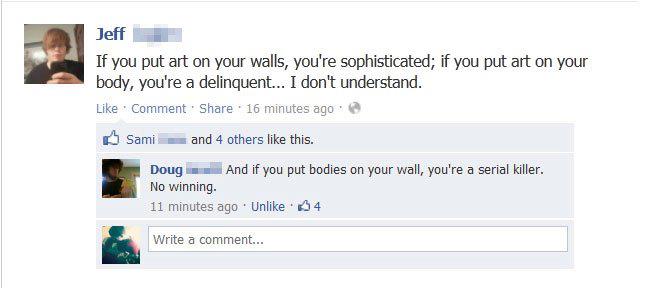 Jeff
If you put art on your walls, you're sophisticated; if you put art on your
body, you're a delinquent... I don't understand.
Like · Comment · Share · 16 minutes ago ·
Sami and 4 others like this.
Doug And if you put bodies on your wall, you're a serial killer.
No winning.
11 minutes ago · Unlike · 4
Write a comment...